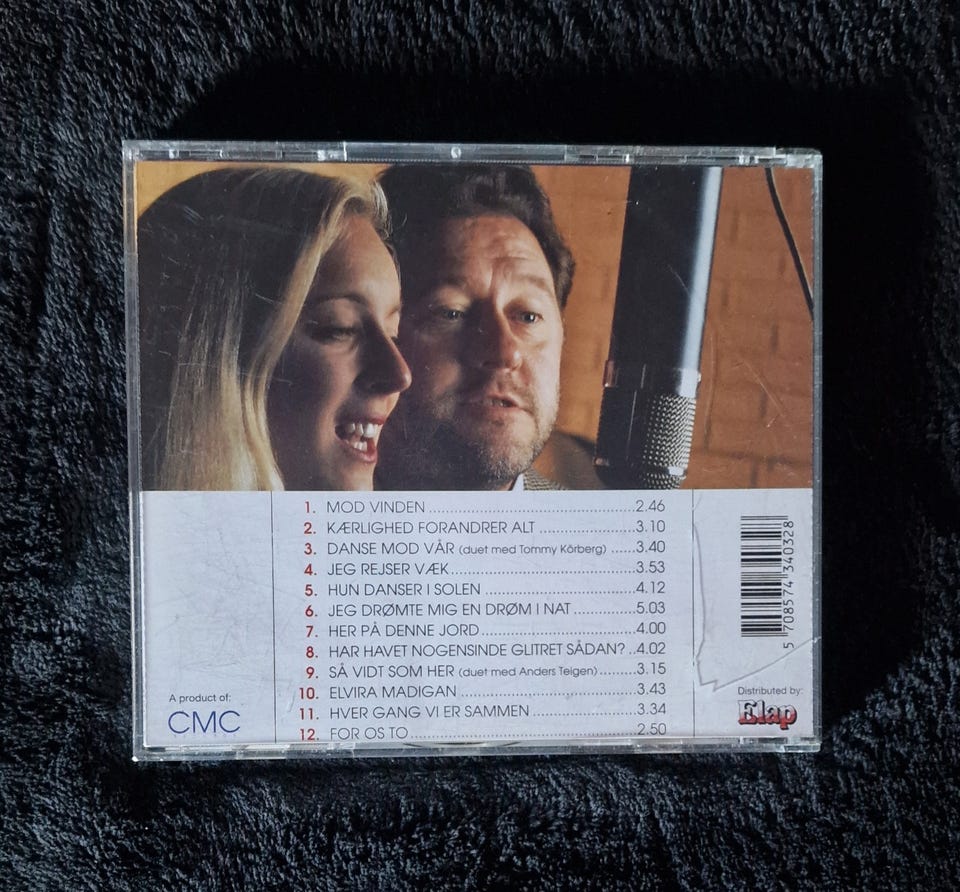 1. MOD VINDEN 2.46
2. KÆRLIGHED FORANDRER ALT 3.10
3. DANSE MOD VÅR (duet med Tommy Körberg) 3.40
4. JEG REJSER VÆK 3.53
5. HUN DANSER I SOLEN 4.12
6. JEG DRØMTE MIG EN DRØM I NAT 5.03
7. HER PÅ DENNE JORD 4.00
8. HAR HAVET NOGENSINDE GLITRET SÅDAN? 4.02
9. SÅ VIDT SOM HER (duet med Anders Teigen) 3.15
10. ELVIRA MADIGAN 3.43
11. HVER GANG VI ER SAMMEN 3.34
12. FOR OS TO 2.50
A product of:
CMC
5 708574 340328
Distributed by:
Elap